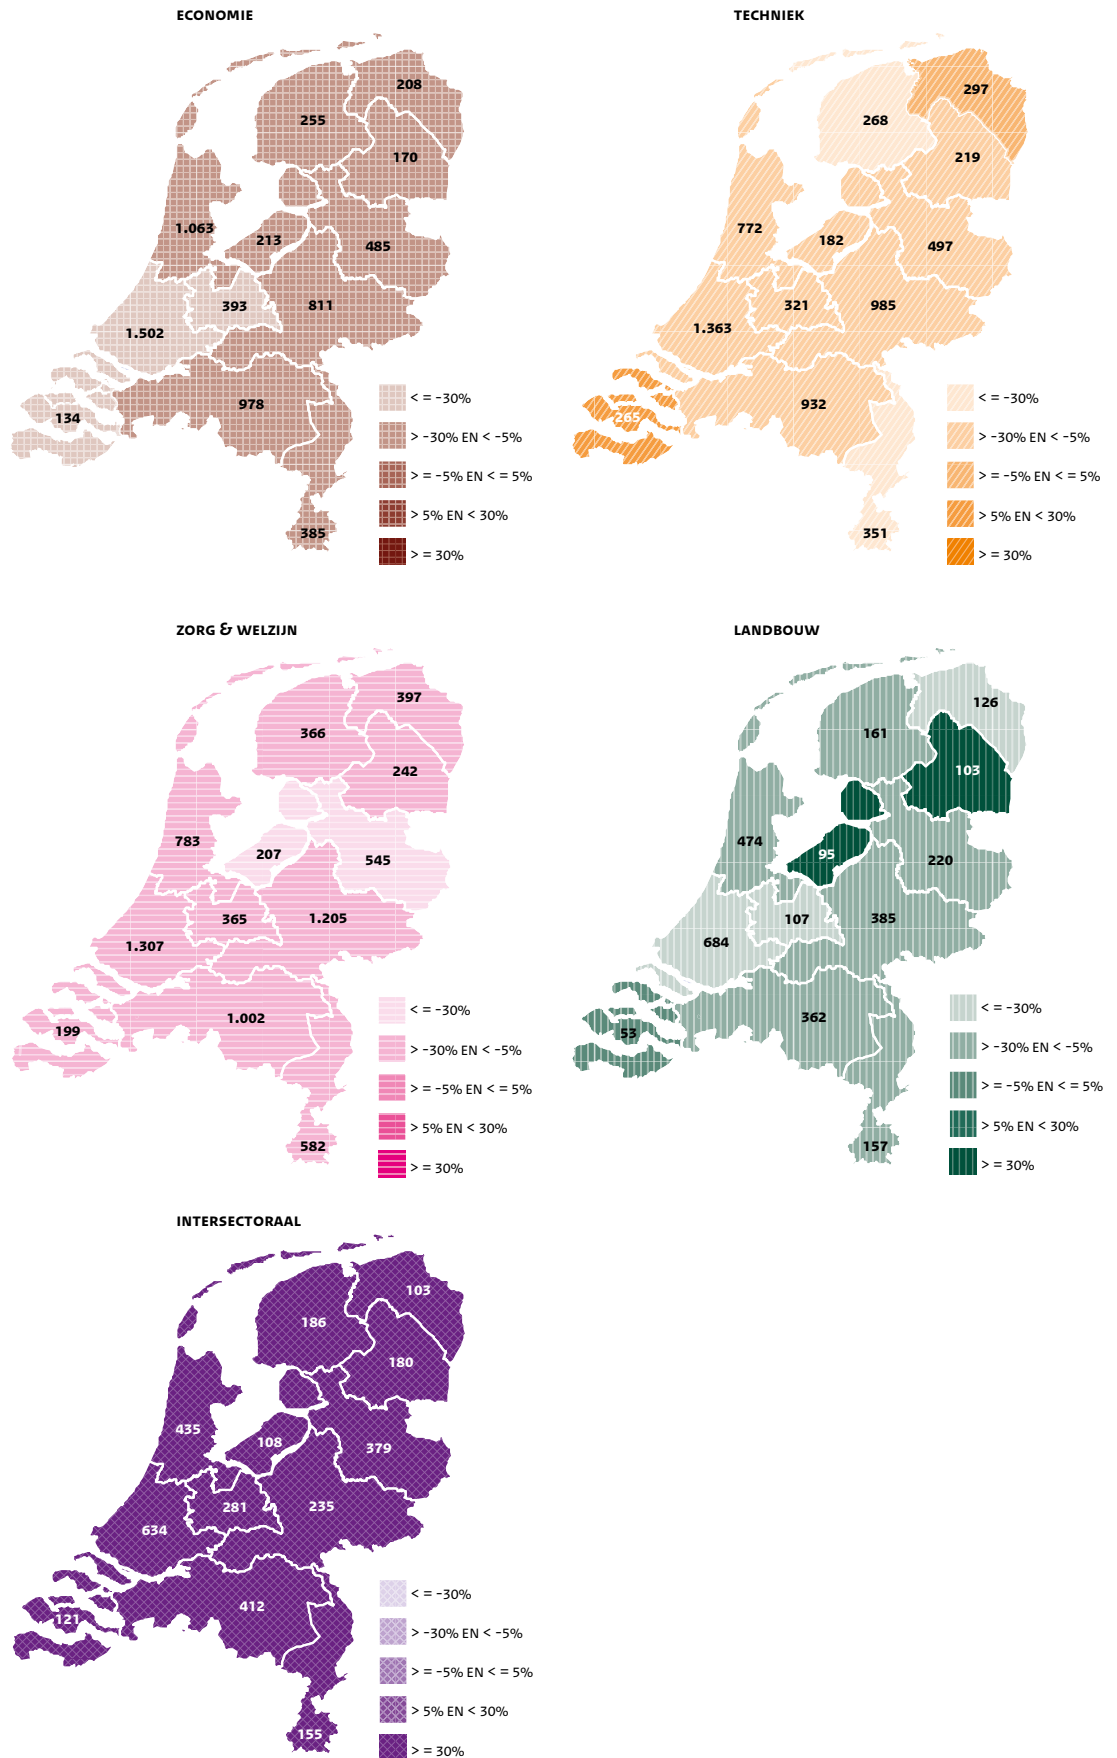 ECONOMIE
208
255
170
1.063
213
485
393
811
1.502
978
134
385
< = -30%
> -30% EN < -5%
> = -5% EN < = 5%
> 5% EN < 30%
> = 30%
TECHNIEK
297
268
219
772
182
497
321
985
1.363
932
265
351
< = -30%
> -30% EN < -5%
> = -5% EN < = 5%
> 5% EN < 30%
> = 30%
ZORG & WELZIJN
397
366
242
783
207
545
365
1.205
1.307
1.002
199
582
< = -30%
> -30% EN < -5%
> = -5% EN < = 5%
> 5% EN < 30%
> = 30%
LANDBOUW
126
161
103
474
95
220
107
385
684
362
53
157
< = -30%
> -30% EN < -5%
> = -5% EN < = 5%
> 5% EN < 30%
> = 30%
INTERSECTORAAL
103
186
180
435
108
379
281
235
634
412
121
155
< = -30%
> -30% EN < -5%
> = -5% EN < = 5%
> 5% EN < 30%
> = 30%